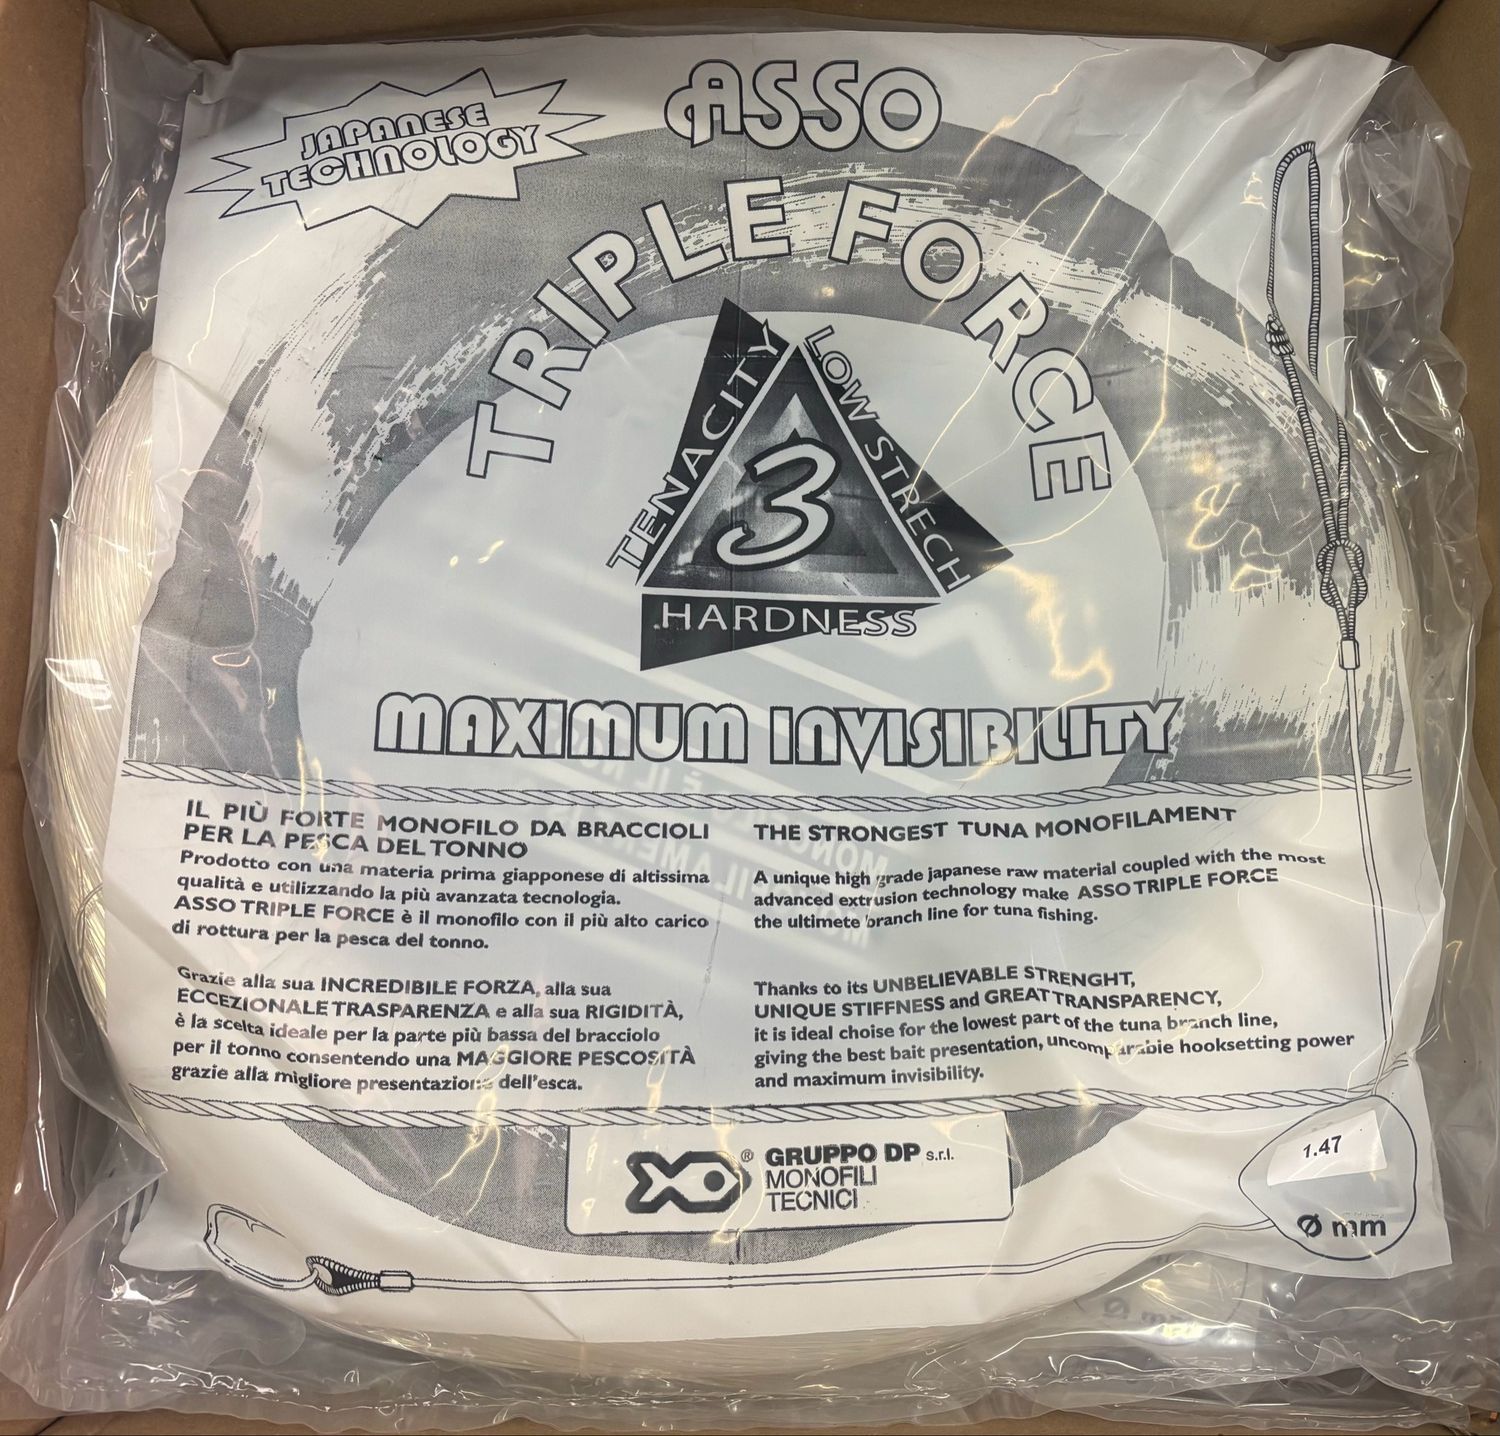 JAPANESE
TECHNOLOGY
ASSO
TRIPLE FORCE
TENACITY
LOW STRECH
3
HARDNESS
MAXIMUM INVISIBILITY
IL PIÙ FORTE MONOFILO DA BRACCIOLI
PER LA PESCA DEL TONNO
Prodotto con una materia prima giapponese di altissima
qualità e utilizzando la più avanzata tecnologia.
ASSO TRIPLE FORCE è il monofilo con il più alto carico
di rottura per la pesca del tonno.
Grazie alla sua INCREDIBILE FORZA, alla sua
ECCEZIONALE TRASPARENZA e alla sua RIGIDITÀ,
è la scelta ideale per la parte più bassa del bracciolo
per il tonno consentendo una MAGGIORE PESCOSITÀ
grazie alla migliore presentazione dell'esca.
THE STRONGEST TUNA MONOFILAMENT
A unique high grade japanese raw material coupled with the most
advanced extrusion technology make ASSO TRIPLE FORCE
the ultimete branch line for tuna fishing.
Thanks to its UNBELIEVABLE STRENGHT,
UNIQUE STIFFNESS and GREAT TRANSPARENCY,
it is ideal choise for the lowest part of the tuna branch line,
giving the best bait presentation, uncomparabie hooksetting power
and maximum invisibility.
®
GRUPPO DP s.r.l.
MONOFILI
TECNICI
1.47
Ø mm